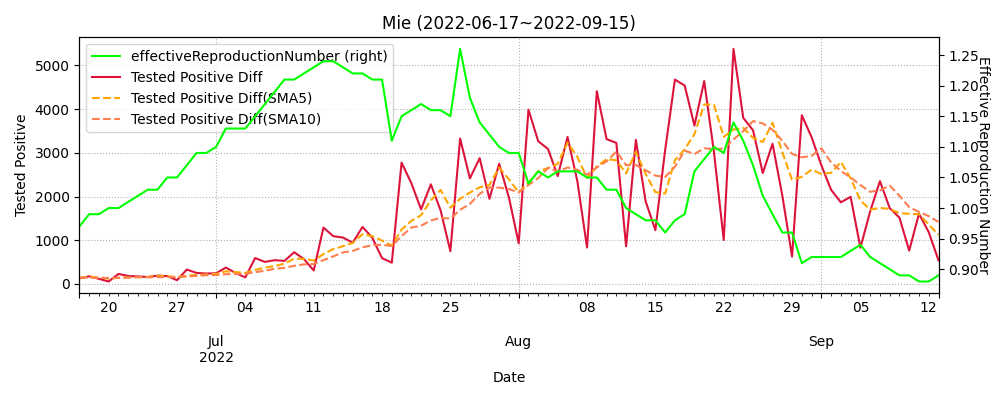 Mie (2022-06-17~2022-09-15)
effectiveReproductionNumber (right)
Tested Positive Diff
Tested Positive Diff(SMA5)
Tested Positive Diff(SMA10)
Tested Positive
5000
4000
3000
2000
1000
0
1.25
1.20
1.15
1.10
1.05
1.00
0.95
0.90
Effective Reproduction Number
20 27 04 11 18 25 08 15 22 29 05 12
Jul Aug Sep
2022
Date